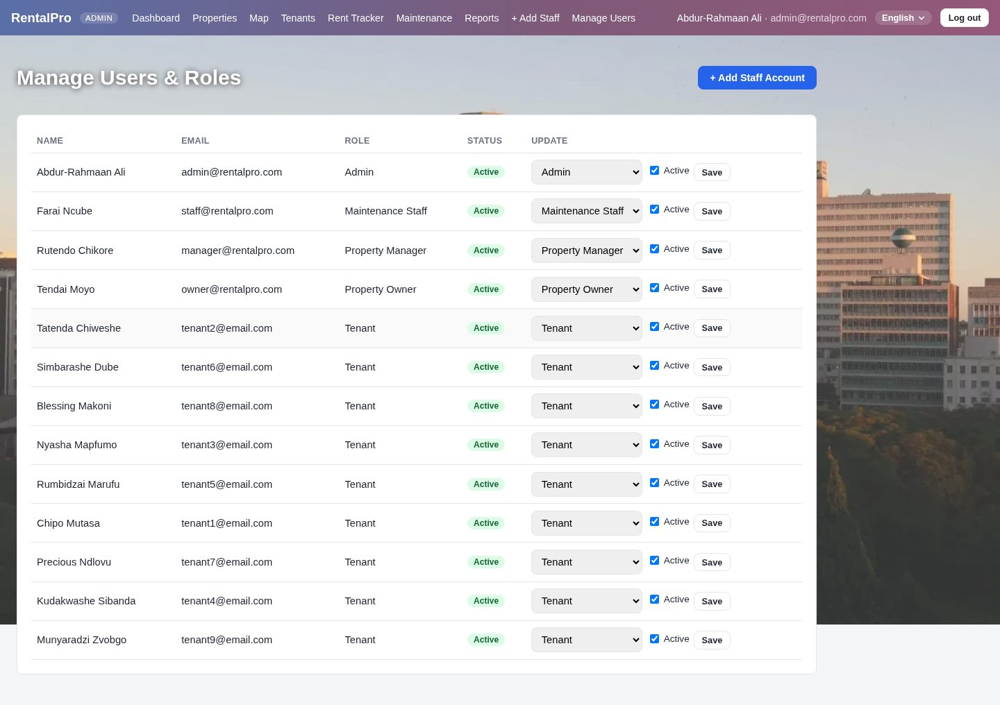 RentalPro ADMIN Dashboard Properties Map Tenants Rent Tracker Maintenance Reports + Add Staff Manage Users Abdur-Rahmaan Ali · admin@rentalpro.com English Log out
Manage Users & Roles + Add Staff Account
NAME EMAIL ROLE STATUS UPDATE
Abdur-Rahmaan Ali admin@rentalpro.com Admin Active Admin Active Save
Farai Ncube staff@rentalpro.com Maintenance Staff Active Maintenance Staff Active Save
Rutendo Chikore manager@rentalpro.com Property Manager Active Property Manager Active Save
Tendai Moyo owner@rentalpro.com Property Owner Active Property Owner Active Save
Tatenda Chiweshe tenant2@email.com Tenant Active Tenant Active Save
Simbarashe Dube tenant6@email.com Tenant Active Tenant Active Save
Blessing Makoni tenant8@email.com Tenant Active Tenant Active Save
Nyasha Mapfumo tenant3@email.com Tenant Active Tenant Active Save
Rumbidzai Marufu tenant5@email.com Tenant Active Tenant Active Save
Chipo Mutasa tenant1@email.com Tenant Active Tenant Active Save
Precious Ndlovu tenant7@email.com Tenant Active Tenant Active Save
Kudakwashe Sibanda tenant4@email.com Tenant Active Tenant Active Save
Munyaradzi Zvobgo tenant9@email.com Tenant Active Tenant Active Save